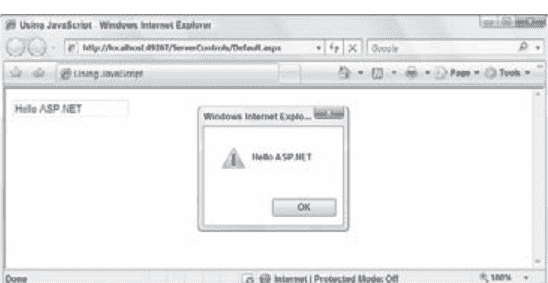 Using JavaScript - Windows Internet Explorer
http://localhost:49267/ServerControls/Default.aspx
Google
Using JavaScript
Page
Tools
Hello ASP.NET
Windows Internet Explo...
Hello ASP.NET
OK
Done
Internet | Protected Mode: Off
100%